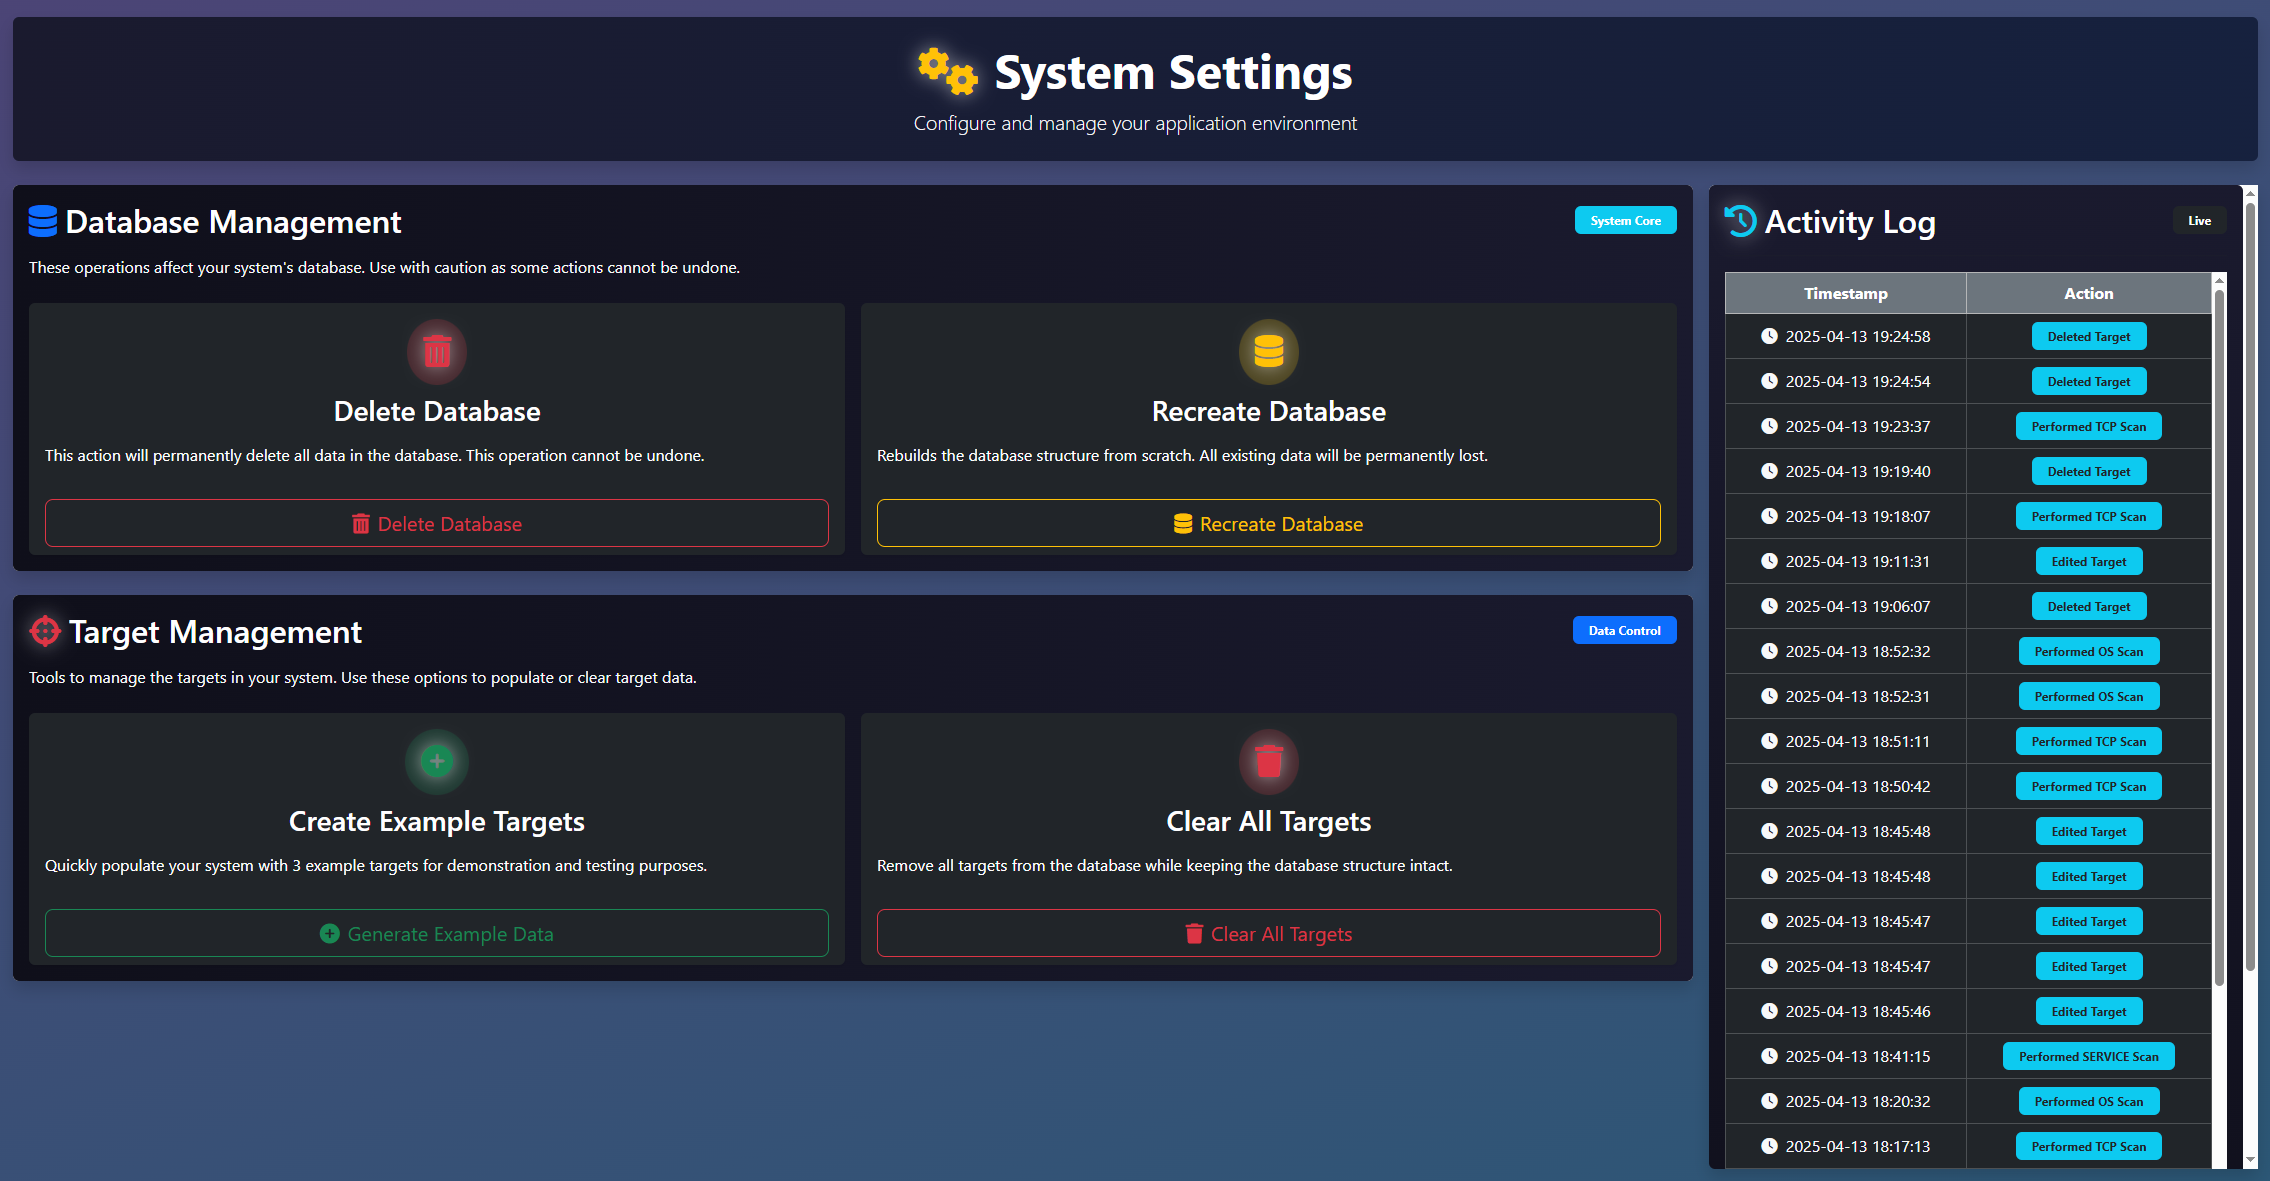 System Settings
Configure and manage your application environment
Database Management
System Core
These operations affect your system's database. Use with caution as some actions cannot be undone.
Delete Database
This action will permanently delete all data in the database. This operation cannot be undone.
Delete Database
Recreate Database
Rebuilds the database structure from scratch. All existing data will be permanently lost.
Recreate Database
Target Management
Data Control
Tools to manage the targets in your system. Use these options to populate or clear target data.
Create Example Targets
Quickly populate your system with 3 example targets for demonstration and testing purposes.
Generate Example Data
Clear All Targets
Remove all targets from the database while keeping the database structure intact.
Clear All Targets
Activity Log
Live
Timestamp Action
2025-04-13 19:24:58 Deleted Target
2025-04-13 19:24:54 Deleted Target
2025-04-13 19:23:37 Performed TCP Scan
2025-04-13 19:19:40 Deleted Target
2025-04-13 19:18:07 Performed TCP Scan
2025-04-13 19:11:31 Edited Target
2025-04-13 19:06:07 Deleted Target
2025-04-13 18:52:32 Performed OS Scan
2025-04-13 18:52:31 Performed OS Scan
2025-04-13 18:51:11 Performed TCP Scan
2025-04-13 18:50:42 Performed TCP Scan
2025-04-13 18:45:48 Edited Target
2025-04-13 18:45:48 Edited Target
2025-04-13 18:45:47 Edited Target
2025-04-13 18:45:47 Edited Target
2025-04-13 18:45:46 Edited Target
2025-04-13 18:41:15 Performed SERVICE Scan
2025-04-13 18:20:32 Performed OS Scan
2025-04-13 18:17:13 Performed TCP Scan